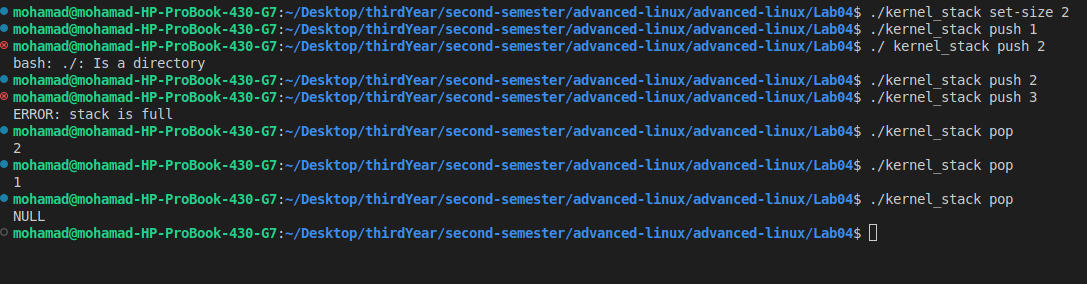 mohamad@mohamad-HP-ProBook-430-G7:~/Desktop/thirdYear/second-semester/advanced-linux/advanced-linux/Lab04$ ./kernel_stack set-size 2
mohamad@mohamad-HP-ProBook-430-G7:~/Desktop/thirdYear/second-semester/advanced-linux/advanced-linux/Lab04$ ./kernel_stack push 1
mohamad@mohamad-HP-ProBook-430-G7:~/Desktop/thirdYear/second-semester/advanced-linux/advanced-linux/Lab04$ ./ kernel_stack push 2
bash: ./: Is a directory
mohamad@mohamad-HP-ProBook-430-G7:~/Desktop/thirdYear/second-semester/advanced-linux/advanced-linux/Lab04$ ./kernel_stack push 2
mohamad@mohamad-HP-ProBook-430-G7:~/Desktop/thirdYear/second-semester/advanced-linux/advanced-linux/Lab04$ ./kernel_stack push 3
ERROR: stack is full
mohamad@mohamad-HP-ProBook-430-G7:~/Desktop/thirdYear/second-semester/advanced-linux/advanced-linux/Lab04$ ./kernel_stack pop
2
mohamad@mohamad-HP-ProBook-430-G7:~/Desktop/thirdYear/second-semester/advanced-linux/advanced-linux/Lab04$ ./kernel_stack pop
1
mohamad@mohamad-HP-ProBook-430-G7:~/Desktop/thirdYear/second-semester/advanced-linux/advanced-linux/Lab04$ ./kernel_stack pop
NULL
mohamad@mohamad-HP-ProBook-430-G7:~/Desktop/thirdYear/second-semester/advanced-linux/advanced-linux/Lab04$